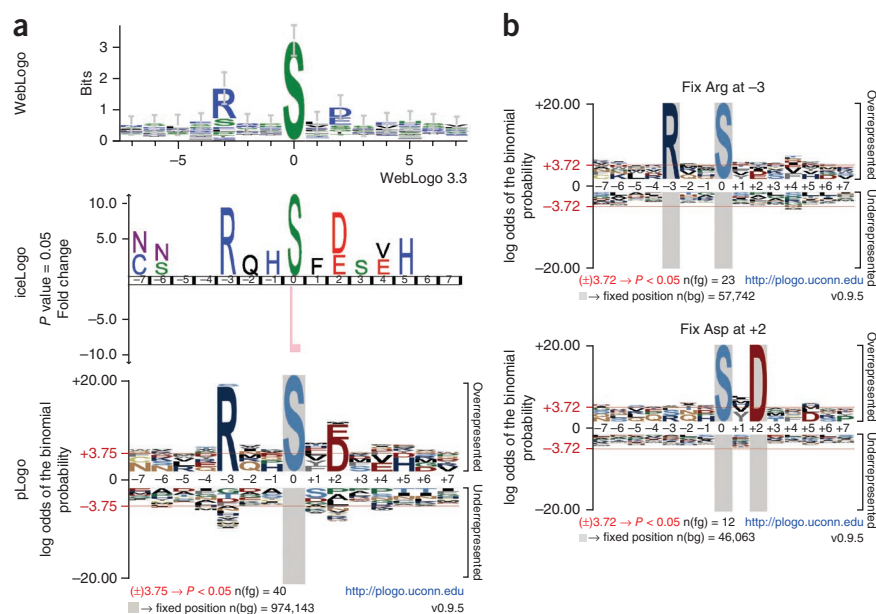 a
WebLogo
Bits
3
2
1
0
R
S
D
E
S
−5
0
5
WebLogo 3.3
iceLogo
P value = 0.05
Fold change
10.0
5.0
−5.0
−10.0
N N R Q H S F D S V H
C S E E
−7 −6 −5 −4 −3 −2 −1 0 1 2 3 4 5 6 7
L
pLogo
log odds of the binomial
probability
+20.00
+3.75
0
−3.75
−20.00
R S E
D
−7 −6 −5 −4 −3 −2 −1 0 +1 +2 +3 +4 +5 +6 +7
Overrepresented
Underrepresented
(±)3.75 → P < 0.05 n(fg) = 40 http://plogo.uconn.edu
→ fixed position n(bg) = 974,143 v0.9.5
b
Fix Arg at −3
log odds of the binomial
probability
+20.00
+3.72
0
−3.72
−20.00
R S
−7 −6 −5 −4 −3 −2 −1 0 +1 +2 +3 +4 +5 +6 +7
Overrepresented
Underrepresented
(±)3.72 → P < 0.05 n(fg) = 23 http://plogo.uconn.edu
→ fixed position n(bg) = 57,742 v0.9.5
Fix Asp at +2
log odds of the binomial
probability
+20.00
+3.72
0
−3.72
−20.00
S D
−7 −6 −5 −4 −3 −2 −1 0 +1 +2 +3 +4 +5 +6 +7
Overrepresented
Underrepresented
(±)3.72 → P < 0.05 n(fg) = 12 http://plogo.uconn.edu
→ fixed position n(bg) = 46,063 v0.9.5